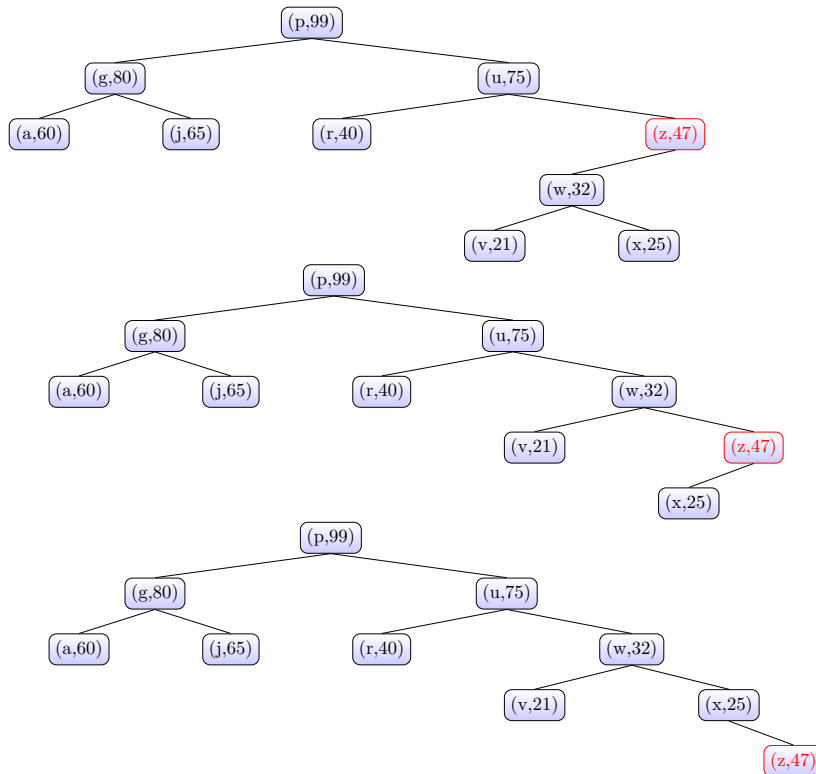 (p,99)
(g,80) (u,75)
(a,60) (j,65) (r,40) (z,47)
(w,32)
(v,21) (x,25)
(p,99)
(g,80) (u,75)
(a,60) (j,65) (r,40) (w,32)
(v,21) (z,47)
(x,25)
(p,99)
(g,80) (u,75)
(a,60) (j,65) (r,40) (w,32)
(v,21) (x,25)
(z,47)